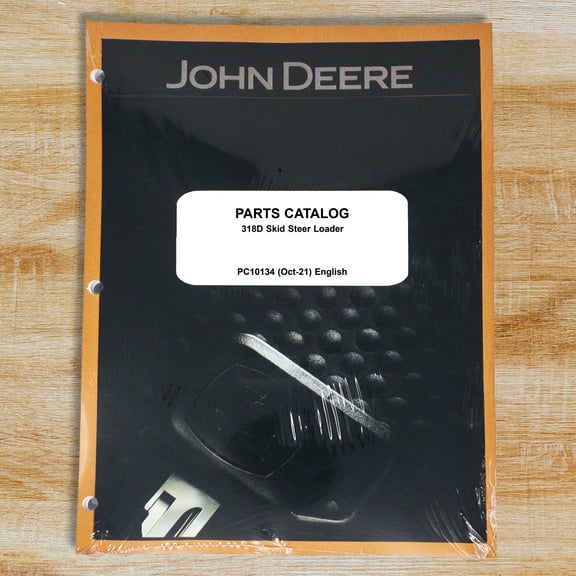 JOHN DEERE
PARTS CATALOG
318D Skid Steer Loader
PC10134 (Oct-21) English